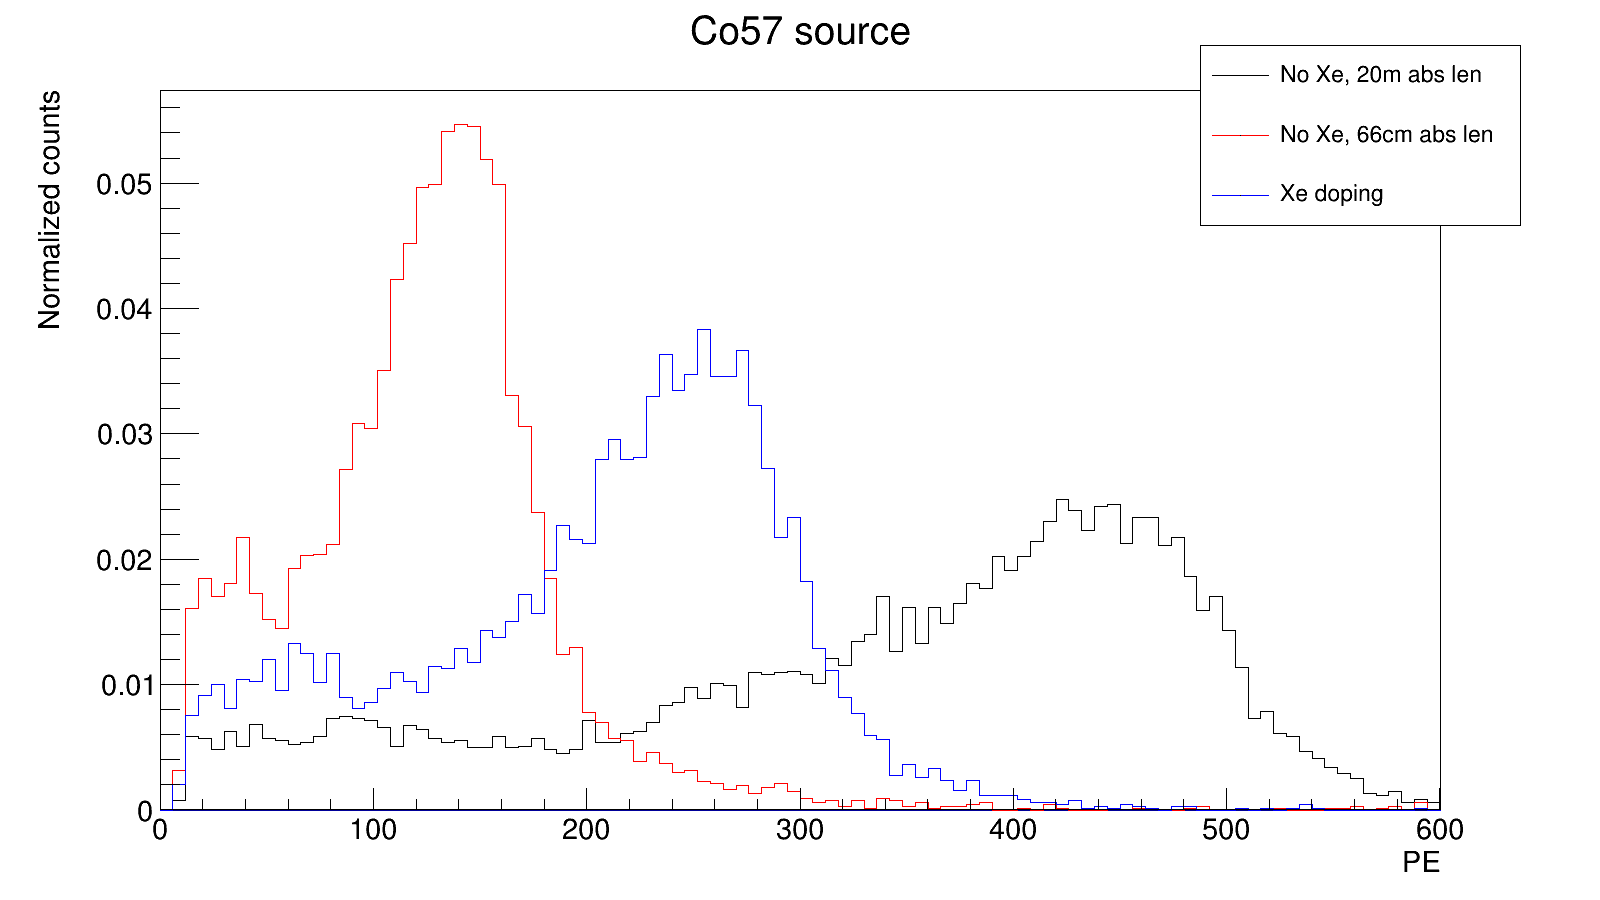 Co57 source
No Xe, 20m abs len
No Xe, 66cm abs len
Xe doping
Normalized counts
0.05
0.04
0.03
0.02
0.01
0
0 100 200 300 400 500 600
PE